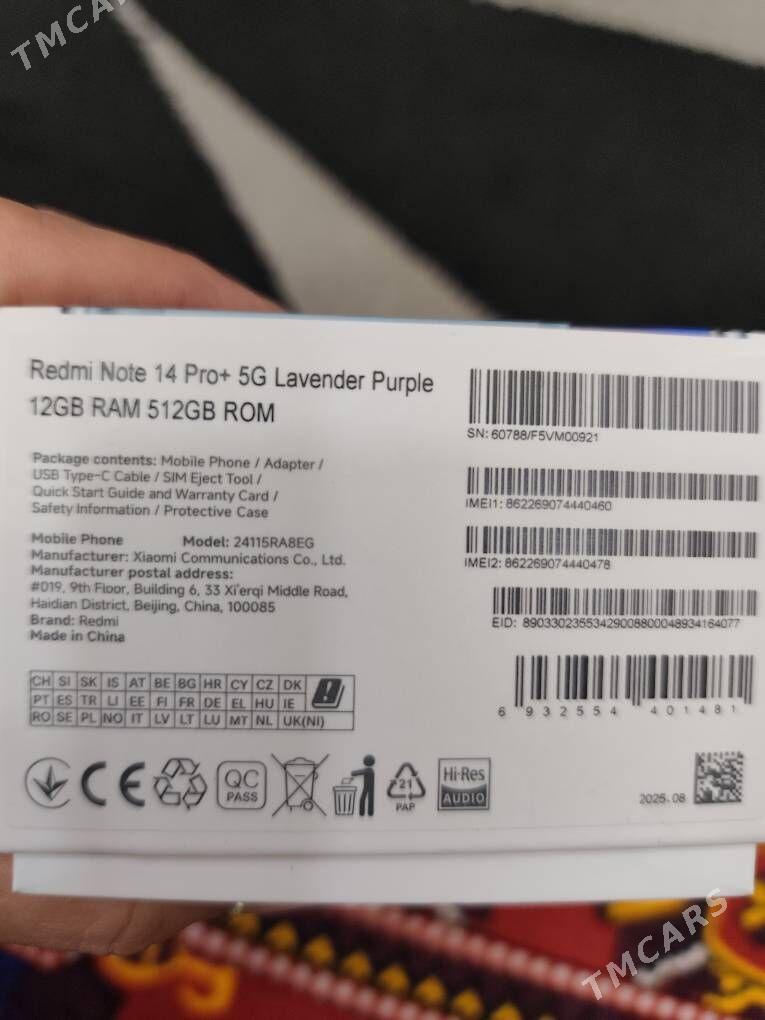 TMCARS
Redmi Note 14 Pro+ 5G Lavender Purple
12GB RAM 512GB ROM
Package contents: Mobile Phone / Adapter /
USB Type-C Cable / SIM Eject Tool /
Quick Start Guide and Warranty Card /
Safety Information / Protective Case
Mobile Phone Model: 24115RA8EG
Manufacturer: Xiaomi Communications Co., Ltd.
Manufacturer postal address:
#019, 9th Floor, Building 6, 33 Xi'erqi Middle Road,
Haidian District, Beijing, China, 100085
Brand: Redmi
Made in China
SN: 60788/F5VM00921
IMEI1: 862269074440460
IMEI2: 862269074440478
EID: 89033023553429008800048934164077
6 932554 401481
CH SI SK IS AT BE BG HR CY CZ DK
PT ES TR LI EE FI FR DE EL HU IE
RO SE PL NO IT LV LT LU MT NL UK(NI)
CE
QC
PASS
21
PAP
Hi-Res
AUDIO
2025.08
TMCARS